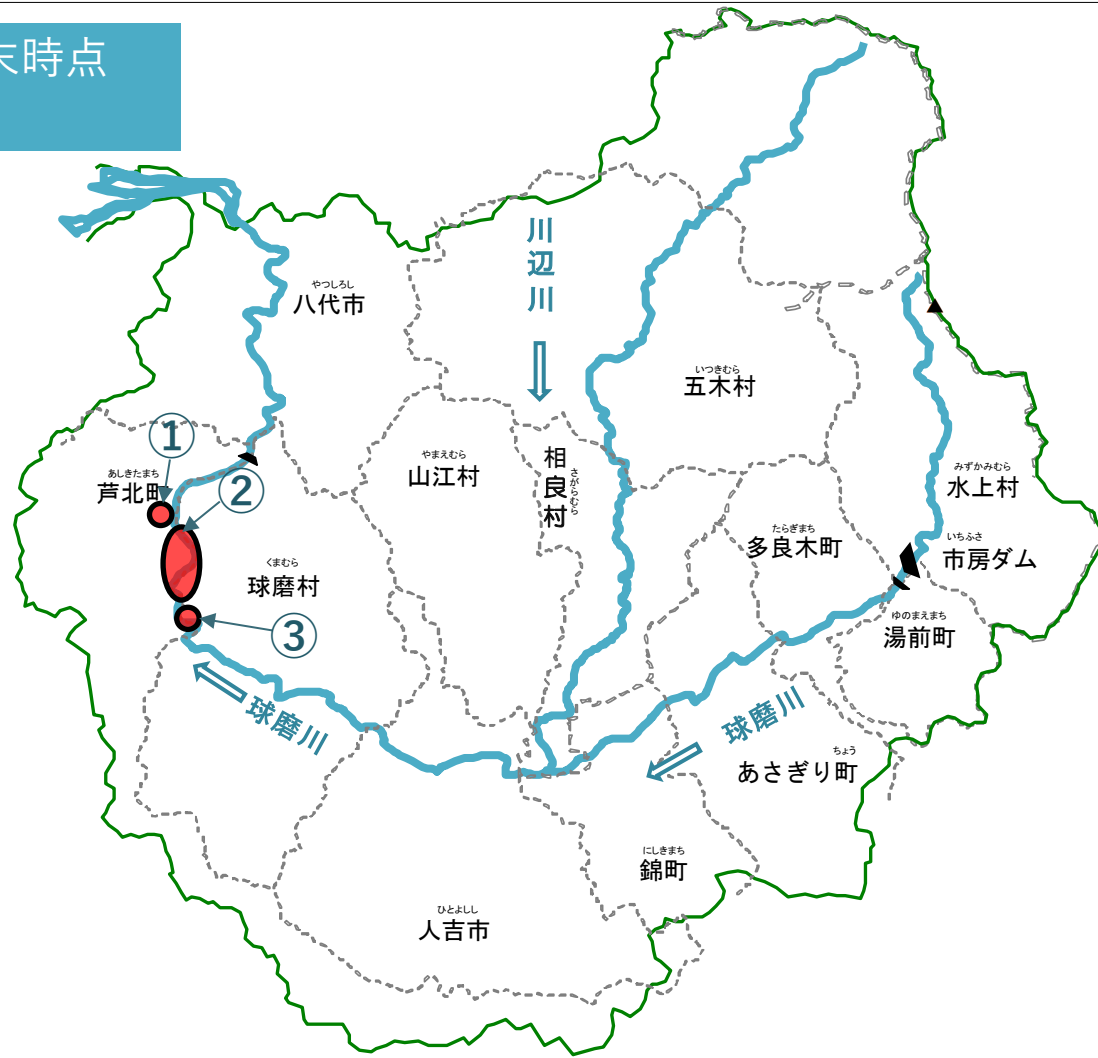 末時点
川辺川
やつしろし
八代市
いつきむら
五木村
①
あしきたまち
芦北町
②
やまえむら
山江村
相良村
さがらむら
みずかみむら
水上村
たらぎまち
多良木町
いちふさ
市房ダム
くまむら
球磨村
③
ゆのまえまち
湯前町
球磨川
球磨川
ちょう
あさぎり町
にしきまち
錦町
ひとよしし
人吉市